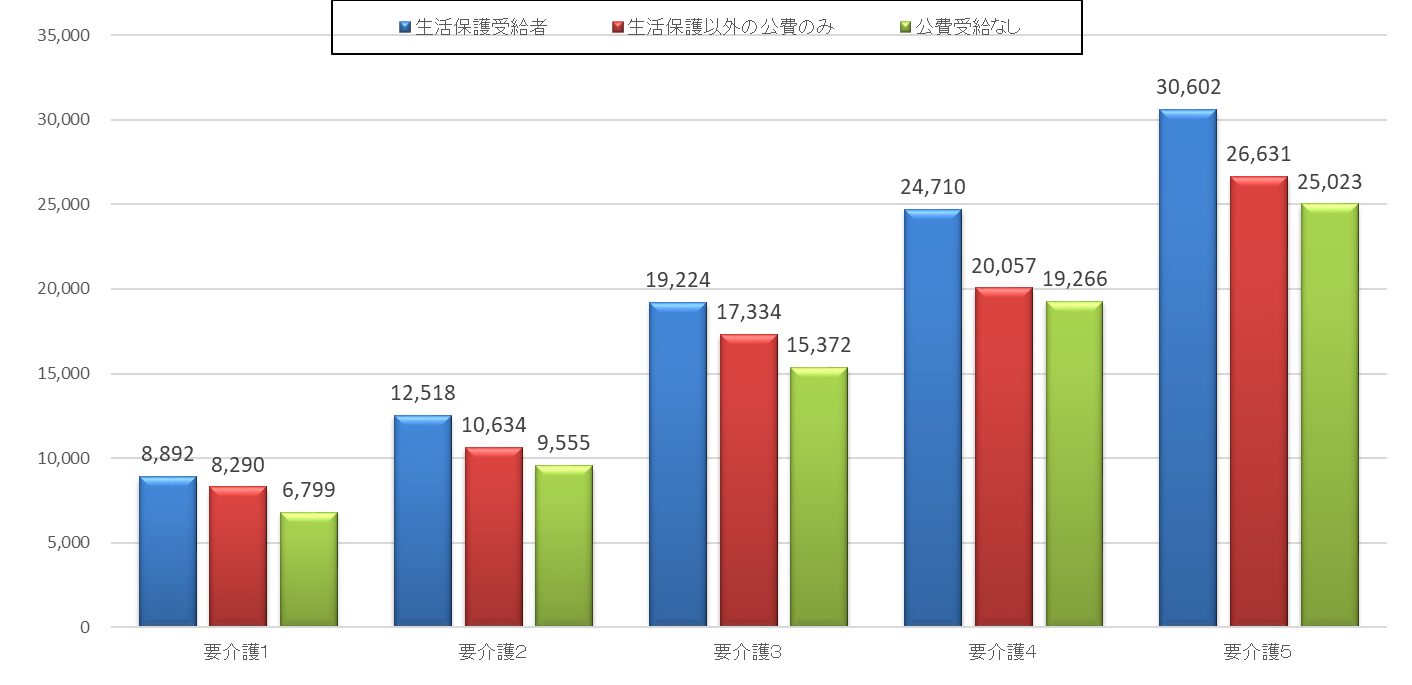 生活保護受給者 生活保護以外の公費のみ 公費受給なし
35,000
30,000
25,000
20,000
15,000
10,000
5,000
0
8,892 8,290 6,799
12,518 10,634 9,555
19,224 17,334 15,372
24,710 20,057 19,266
30,602 26,631 25,023
要介護1 要介護2 要介護3 要介護4 要介護5